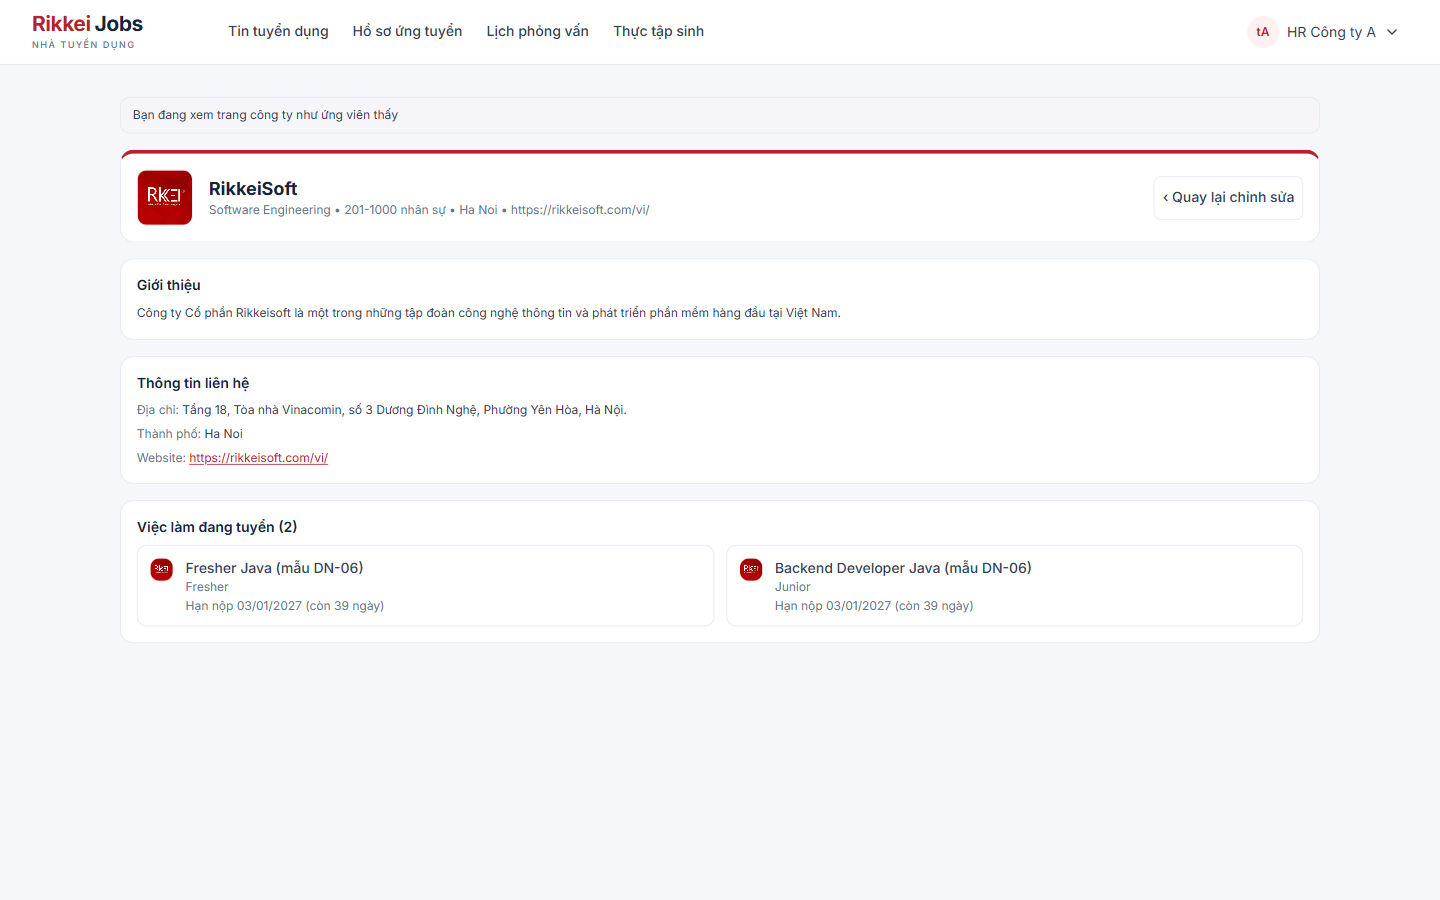 Rikkei Jobs
NHÀ TUYỂN DỤNG
Tin tuyển dụng
Hồ sơ ứng tuyển
Lịch phỏng vấn
Thực tập sinh
tA
HR Công ty A
Bạn đang xem trang công ty như ứng viên thấy
RikkeiSoft
Software Engineering • 201-1000 nhân sự • Ha Noi • https://rikkeisoft.com/vi/
‹ Quay lại chỉnh sửa
Giới thiệu
Công ty Cổ phần Rikkeisoft là một trong những tập đoàn công nghệ thông tin và phát triển phần mềm hàng đầu tại Việt Nam.
Thông tin liên hệ
Địa chỉ: Tầng 18, Tòa nhà Vinacomin, số 3 Dương Đình Nghệ, Phường Yên Hòa, Hà Nội.
Thành phố: Ha Noi
Website: https://rikkeisoft.com/vi/
Việc làm đang tuyển (2)
Fresher Java (mẫu DN-06)
Fresher
Hạn nộp 03/01/2027 (còn 39 ngày)
Backend Developer Java (mẫu DN-06)
Junior
Hạn nộp 03/01/2027 (còn 39 ngày)